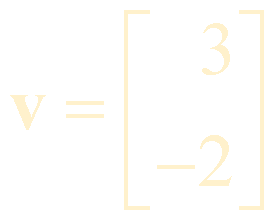 v = [ 3
−2 ]